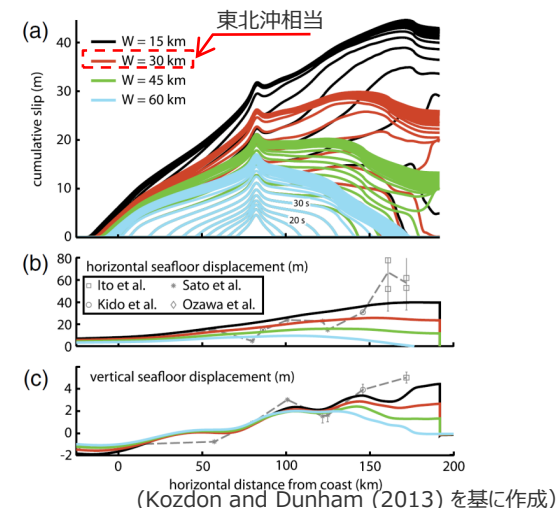 東北沖相当
(a)
W = 15 km
W = 30 km
W = 45 km
W = 60 km
cumulative slip (m)
40
30
20
10
0
30 s
20 s
(b)
horizontal seafloor displacement (m)
Ito et al.
Sato et al.
Kido et al.
Ozawa et al.
80
60
40
20
0
(c)
vertical seafloor displacement (m)
6
4
2
0
-2
0
50
100
150
200
horizontal distance from coast (km)
(Kozdon and Dunham (2013) を基に作成)